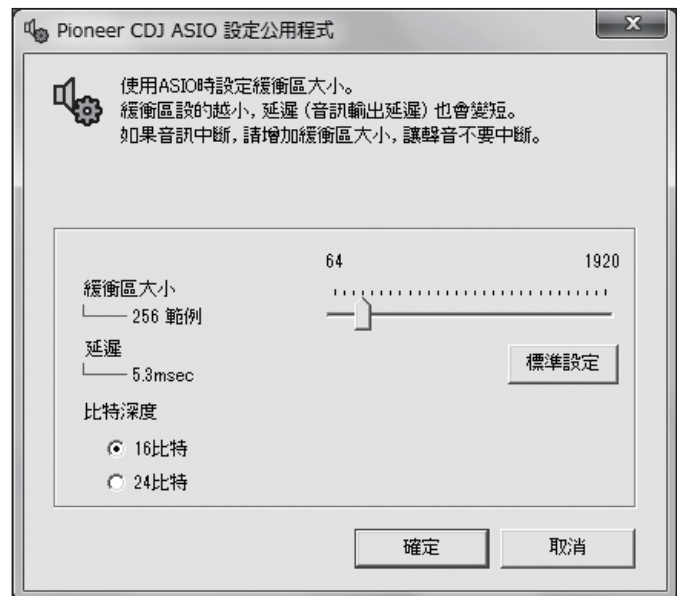 Pioneer CDJ ASIO 設定公用程式
使用ASIO時設定緩衝區大小。
緩衝區設的越小, 延遲 (音訊輸出延遲) 也會變短。
如果音訊中斷, 請增加緩衝區大小, 讓聲音不要中斷。
64 1920
緩衝區大小
256 範例
延遲
5.3msec
標準設定
比特深度
16比特
24比特
確定 取消